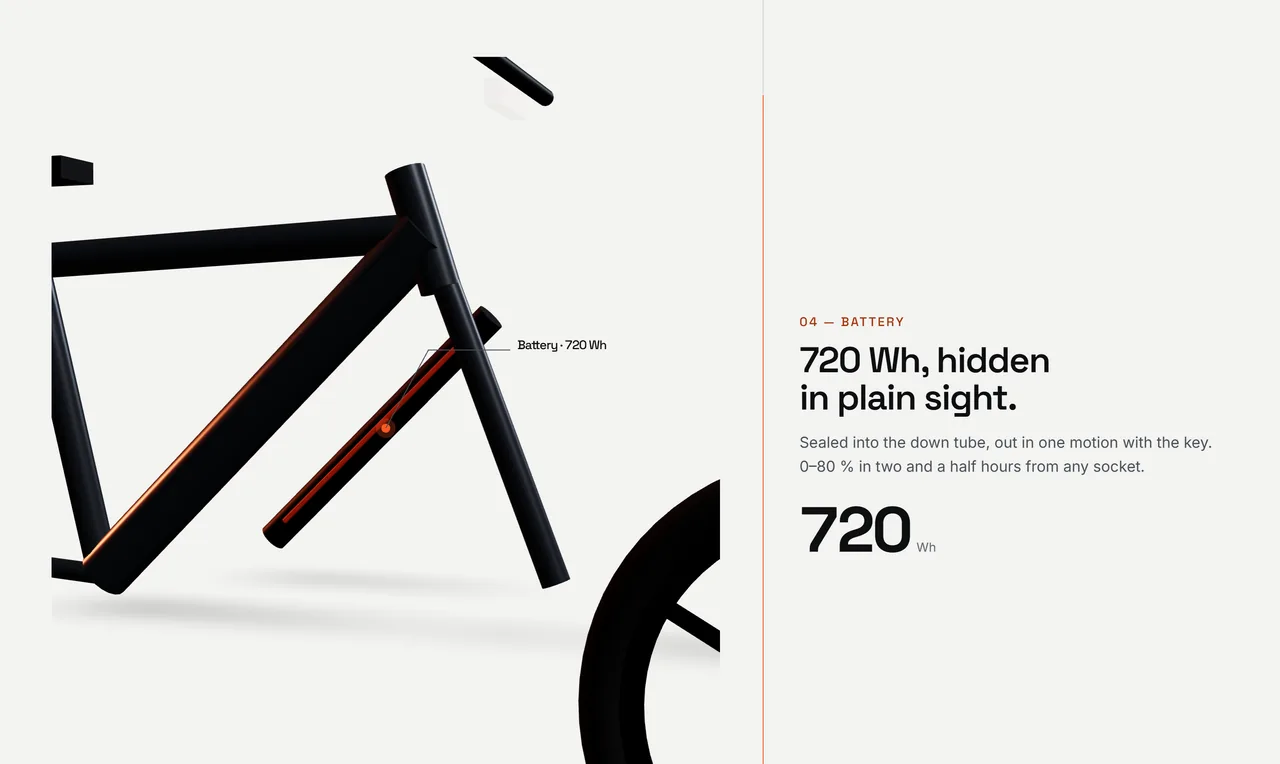 Battery · 720 Wh
04 — BATTERY
720 Wh, hidden
in plain sight.
Sealed into the down tube, out in one motion with the key.
0–80 % in two and a half hours from any socket.
720 Wh